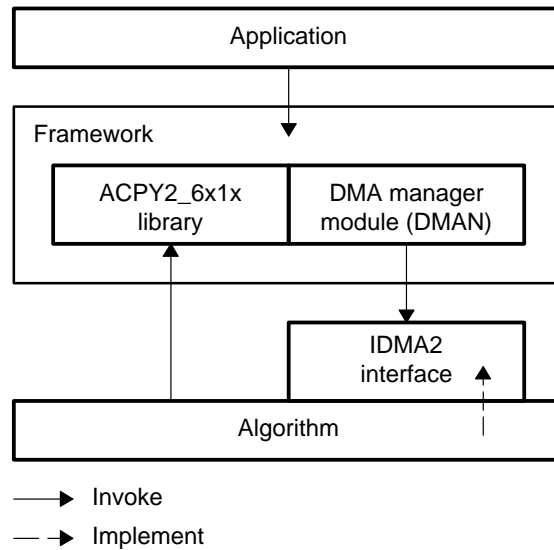 Application
Framework
ACPY2_6x1x
library
DMA manager
module (DMAN)
IDMA2
interface
Algorithm
Invoke
Implement